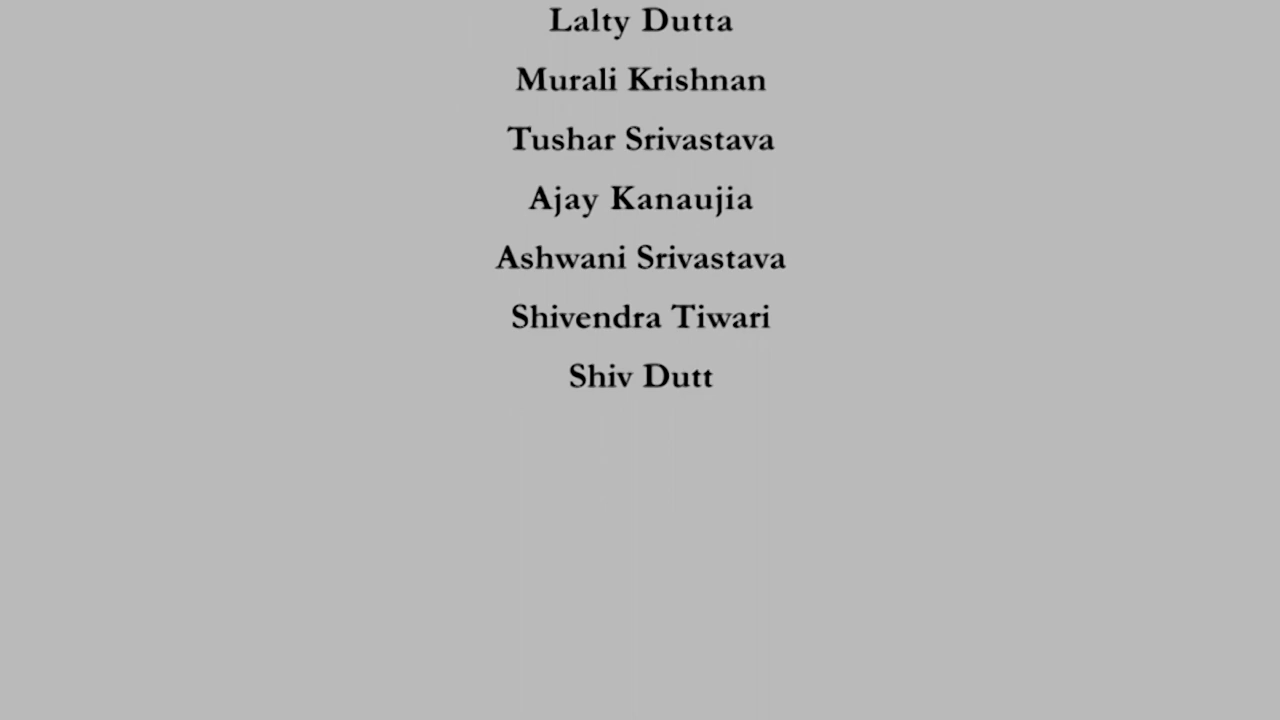 Lalty Dutta
Murali Krishnan
Tushar Srivastava
Ajay Kanaujia
Ashwani Srivastava
Shivendra Tiwari
Shiv Dutt